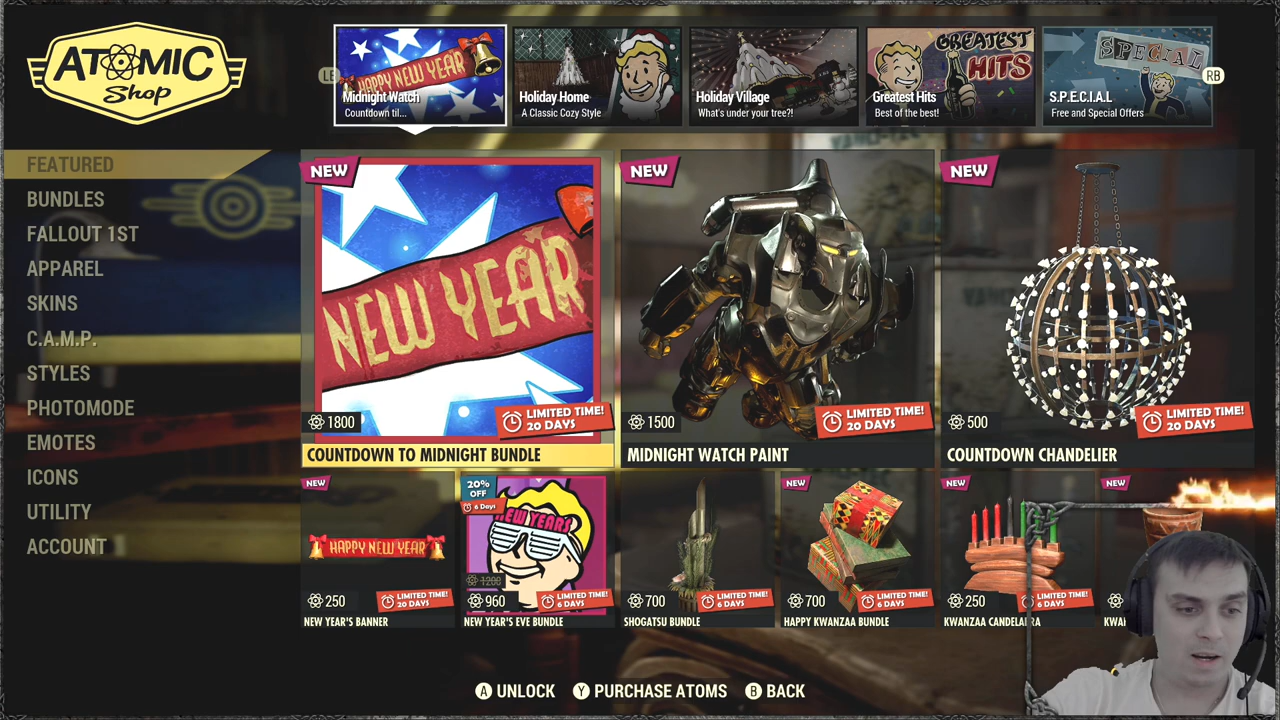 ATOMIC
Shop
LB
HAPPY NEW YEAR
Midnight Watch
Countdown til...
Holiday Home
A Classic Cozy Style
Holiday Village
What's under your tree?!
GREATEST
HITS
Greatest Hits
Best of the best!
SPECIAL
S.P.E.C.I.A.L
Free and Special Offers
RB
FEATURED
BUNDLES
FALLOUT 1ST
APPAREL
SKINS
C.A.M.P.
STYLES
PHOTOMODE
EMOTES
ICONS
UTILITY
ACCOUNT
NEW
NEW YEAR
1800
LIMITED TIME!
20 DAYS
COUNTDOWN TO MIDNIGHT BUNDLE
NEW
1500
LIMITED TIME!
20 DAYS
MIDNIGHT WATCH PAINT
NEW
500
LIMITED TIME!
20 DAYS
COUNTDOWN CHANDELIER
NEW
HAPPY NEW YEAR
250
LIMITED TIME!
20 DAYS
NEW YEAR'S BANNER
20%
OFF
6 Days
NEW YEARS
1200
960
LIMITED TIME!
6 DAYS
NEW YEAR'S EVE BUNDLE
700
LIMITED TIME!
6 DAYS
SHOGATSU BUNDLE
NEW
700
LIMITED TIME!
6 DAYS
HAPPY KWANZAA BUNDLE
NEW
250
LIMITED TIME!
6 DAYS
KWANZAA CANDELABRA
NEW
A UNLOCK
Y PURCHASE ATOMS
B BACK